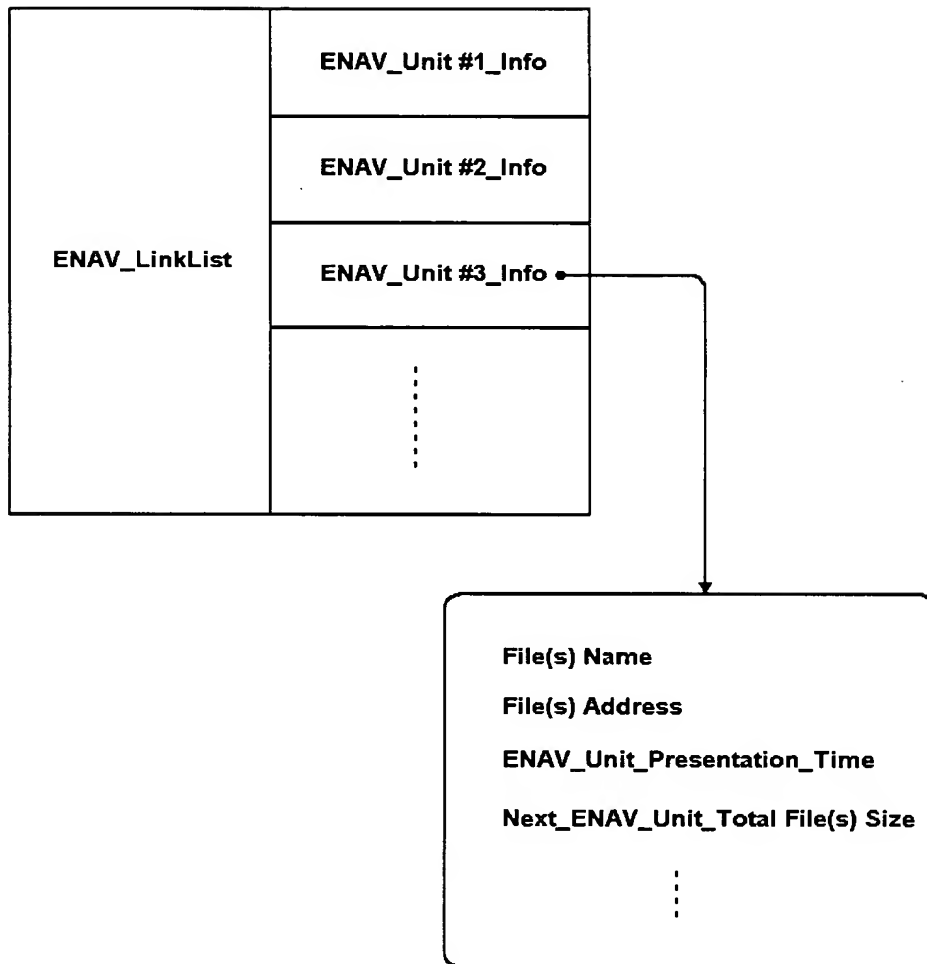 ENAV_Unit #1_Info
ENAV_Unit #2_Info
ENAV_LinkList
ENAV_Unit #3_Info
File(s) Name
File(s) Address
ENAV_Unit_Presentation_Time
Next_ENAV_Unit_Total File(s) Size